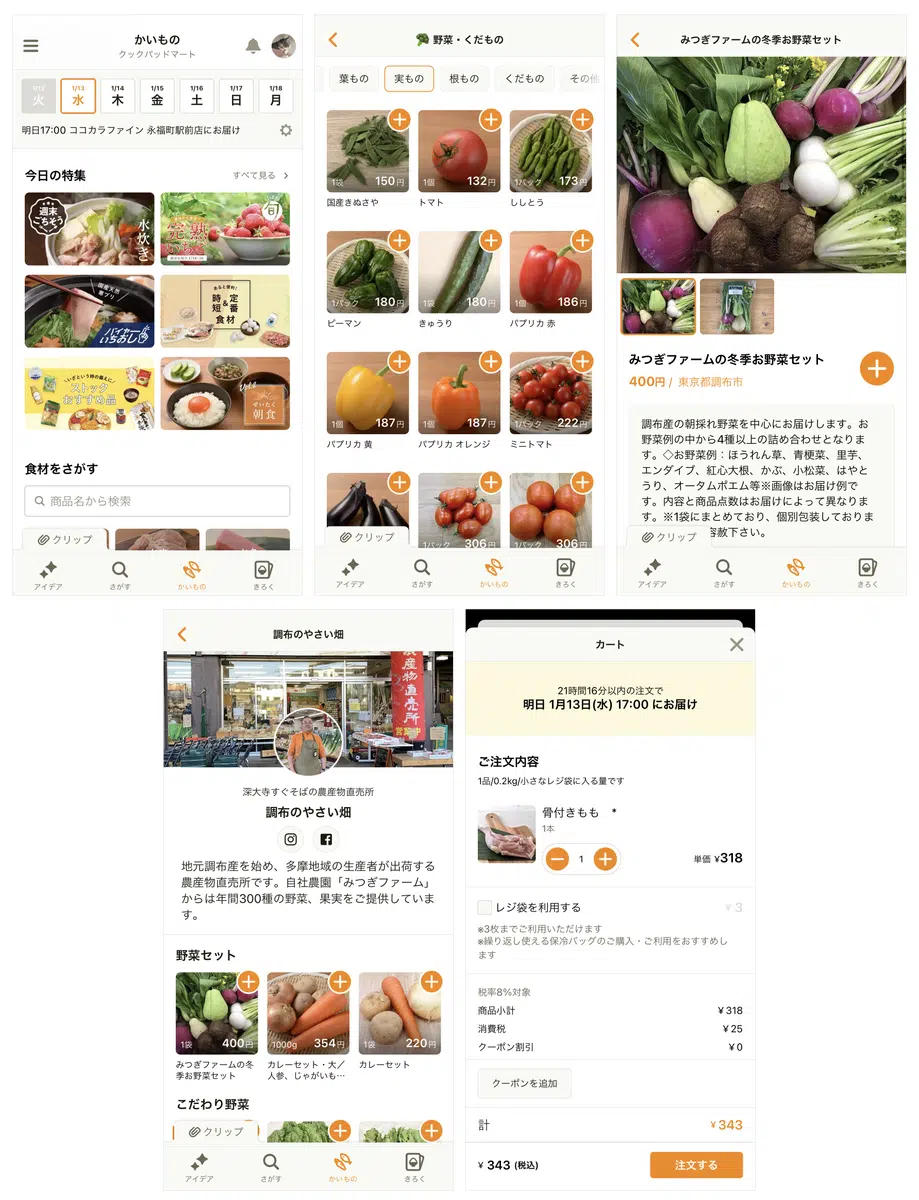 かいもの
クックパッドマート
1/12
火
1/13
水
1/14
木
1/15
金
1/16
土
1/17
日
1/18
月
明日17:00 ココカラファイン 永福町駅前店にお届け
今日の特集
すべて見る
週末
ごちそう
水炊き
旬
完熟
いちご
国産天然
寒ブリ
バイヤー
いちおし
あると便利!
時短&定番
食材
いざという時の備えに
ストック
おすすめ品
Vol.2
ぜいたく
朝食
食材をさがす
商品名から検索
クリップ
アイデア
さがす
かいもの
きろく
野菜・くだもの
葉もの
実もの
根もの
くだもの
その他
1袋
150円
国産きぬさや
1個
132円
トマト
1パック
173円
ししとう
1パック
180円
ピーマン
1袋
180円
きゅうり
1個
186円
パプリカ 赤
1個
187円
パプリカ 黄
1個
187円
パプリカ オレンジ
1パック
222円
ミニトマト
1パック
306円
1パック
306円
クリップ
アイデア
さがす
かいもの
きろく
みつぎファームの冬季お野菜セット
みつぎファームの冬季お野菜セット
400円 / 東京都調布市
調布産の朝採れ野菜を中心にお届けします。お
野菜例の中から4種以上の詰め合わせとなりま
す。◇お野菜例：ほうれん草、青梗菜、里芋、
エンダイブ、紅心大根、かぶ、小松菜、はやと
うり、オータムポエム等※画像はお届け例で
す。内容と商品点数はお届けによって異なりま
す。※1袋にまとめており、個別包装しておりま
容赦下さい。
クリップ
アイデア
さがす
かいもの
きろく
調布のやさい畑
農産物直売所
営業中
深大寺すぐそばの農産物直売所
調布のやさい畑
地元調布産を始め、多摩地域の生産者が出荷する
農産物直売所です。自社農園「みつぎファーム」
からは年間300種の野菜、果実をご提供していま
す。
野菜セット
1袋
400円
みつぎファームの冬
季お野菜セット
1000g
354円
カレーセット・大／
人参、じゃがいも…
1袋
220円
カレーセット
こだわり野菜
クリップ
アイデア
さがす
かいもの
きろく
カート
21時間16分以内の注文で
明日 1月13日(水) 17:00 にお届け
ご注文内容
1品/0.2kg/小さなレジ袋に入る量です
骨付きもも *
1本
1
単価 ¥318
レジ袋を利用する
¥ 3
※3枚までご利用いただけます
※繰り返し使える保冷バッグのご購入・ご利用をおすすめし
ます
税率8%対象
商品小計
¥ 318
消費税
¥ 25
クーポン割引
¥ 0
クーポンを追加
計
¥ 343
¥ 343 (税込)
注文する